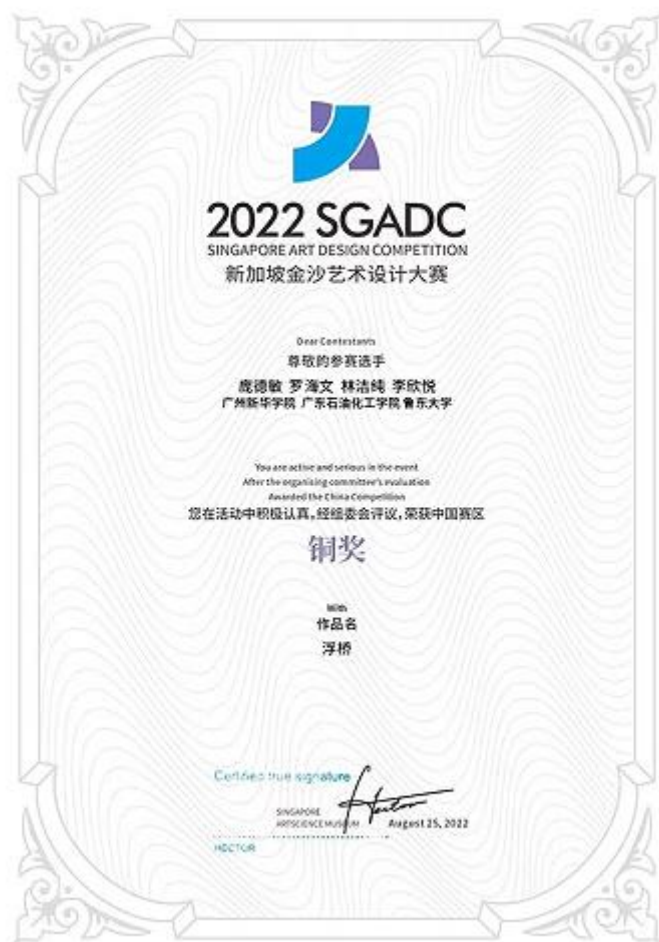 2022 SGADC
SINGAPORE ART DESIGN COMPETITION
新加坡金沙艺术设计大赛
Dear Contestants
尊敬的参赛选手
庞德敏 罗海文 林洁纯 李欣悦
广州新华学院 广东石油化工学院 鲁东大学
You are active and serious in the event
After the organising committee's evaluation
Awarded the China Competition
您在活动中积极认真,经组委会评议,荣获中国赛区
铜奖
With
作品名
浮桥
Certified true signature
SINGAPORE
ARTSCIENCE MUSEUM
August 25, 2022
HECTOR